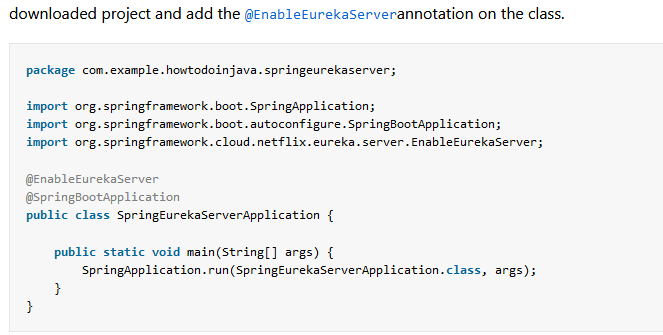 downloaded project and add the @EnableEurekaServerannotation on the class.
package com.example.howtodoinjava.springeurekaserver;
import org.springframework.boot.SpringApplication;
import org.springframework.boot.autoconfigure.SpringBootApplication;
import org.springframework.cloud.netflix.eureka.server.EnableEurekaServer;
@EnableEurekaServer
@SpringBootApplication
public class SpringEurekaServerApplication {
    public static void main(String[] args) {
        SpringApplication.run(SpringEurekaServerApplication.class, args);
    }
}